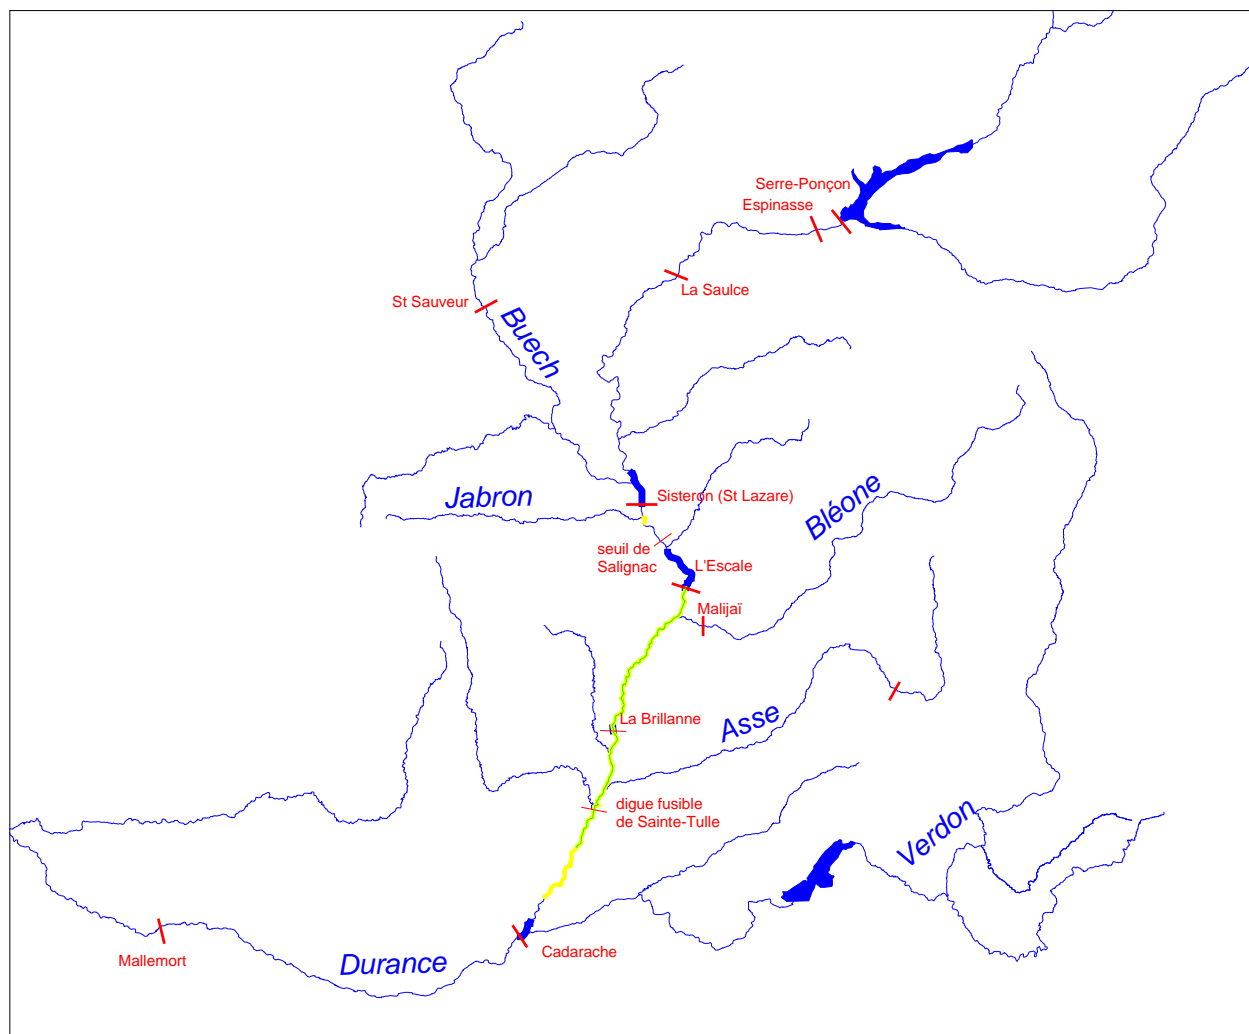 Serre-Ponçon
Espinasse
La Saulce
St Sauveur
Buech
Jabron
Sisteron (St Lazare)
Bléone
seuil de
Salignac
L'Escale
Malijaï
La Brillanne
Asse
digue fusible
de Sainte-Tulle
Verdon
Cadarache
Mallemort
Durance